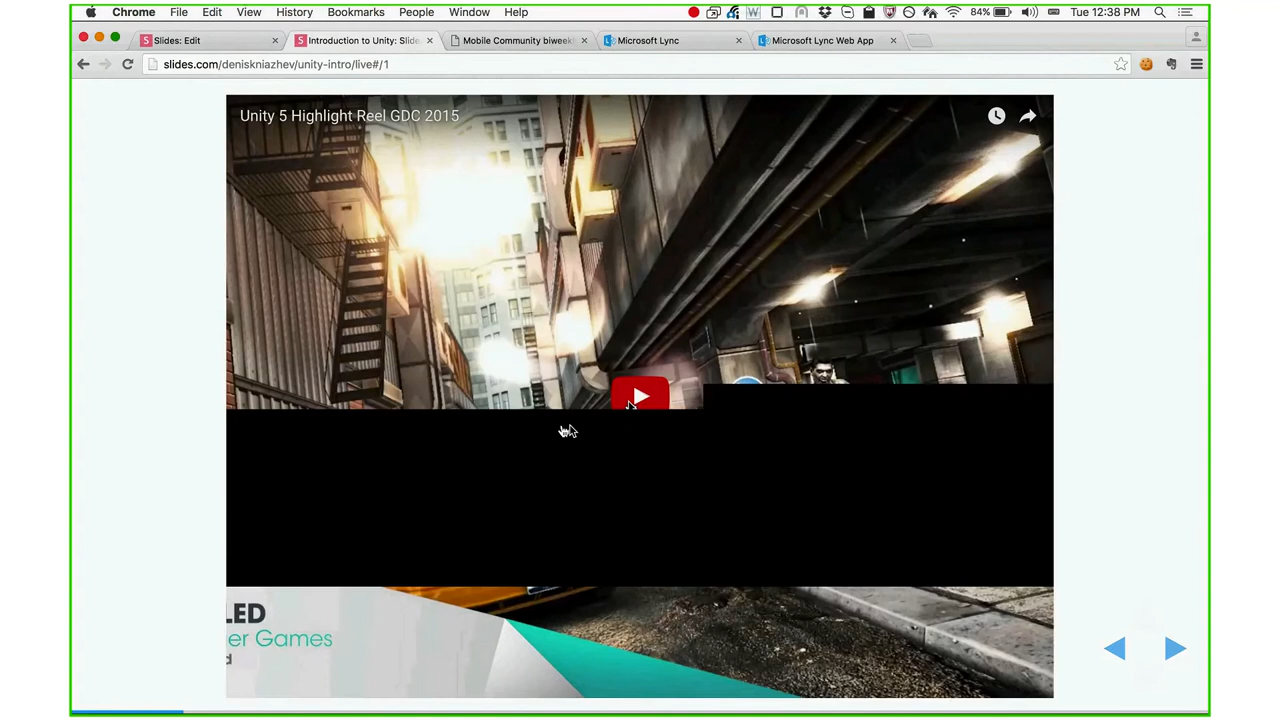 Chrome File Edit View History Bookmarks People Window Help 84% Tue 12:38 PM
Slides: Edit Introduction to Unity: Slide Mobile Community biweek Microsoft Lync Microsoft Lync Web App
slides.com/deniskniazhev/unity-intro/live#/1
Unity 5 Highlight Reel GDC 2015
LED
er Games
d